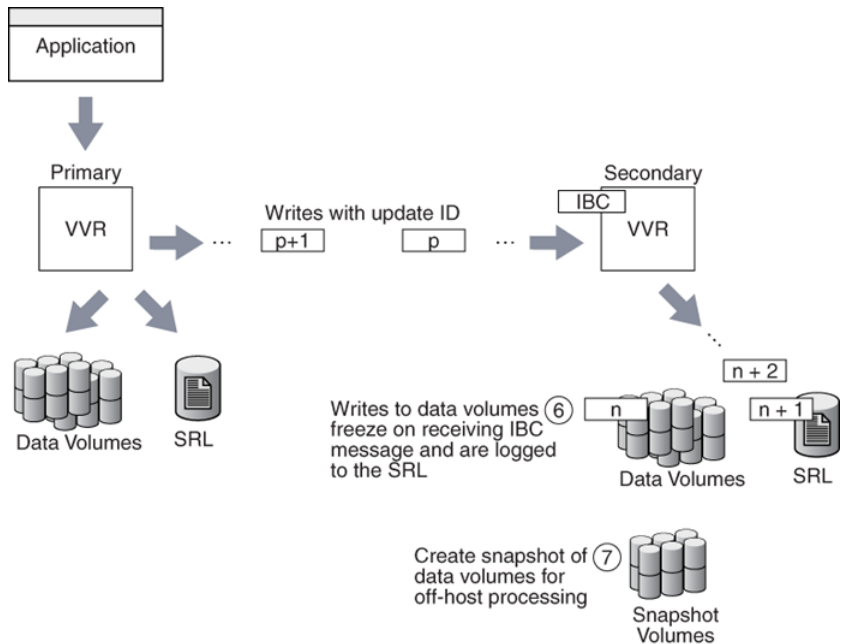 Application
Primary
Secondary
VVR
Writes with update ID
...
p+1
p
...
IBC
VVR
...
n + 2
Writes to data volumes 6
freeze on receiving IBC
message and are logged
to the SRL
n
n + 1
Data Volumes
SRL
Data Volumes
SRL
Create snapshot of 7
data volumes for
off-host processing
Snapshot
Volumes